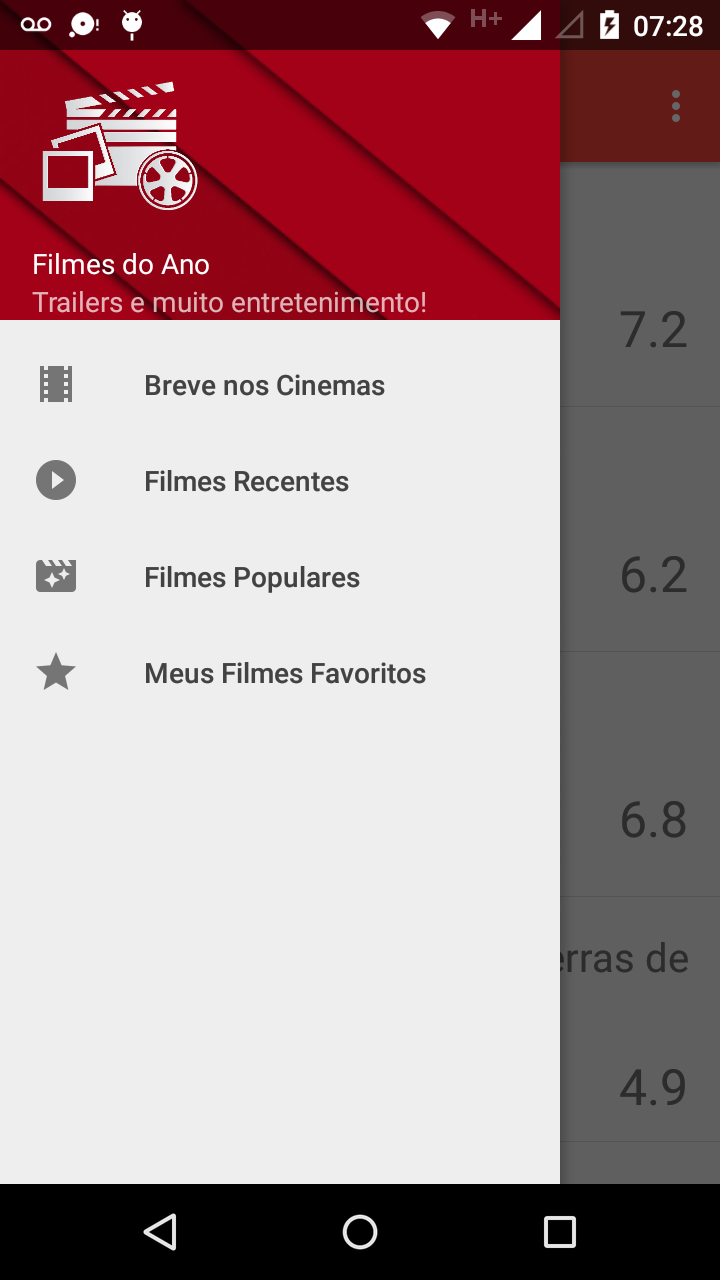 H+ 07:28
Filmes do Ano
Trailers e muito entretenimento!
Breve nos Cinemas
Filmes Recentes
Filmes Populares
Meus Filmes Favoritos
7.2
6.2
6.8
de
4.9